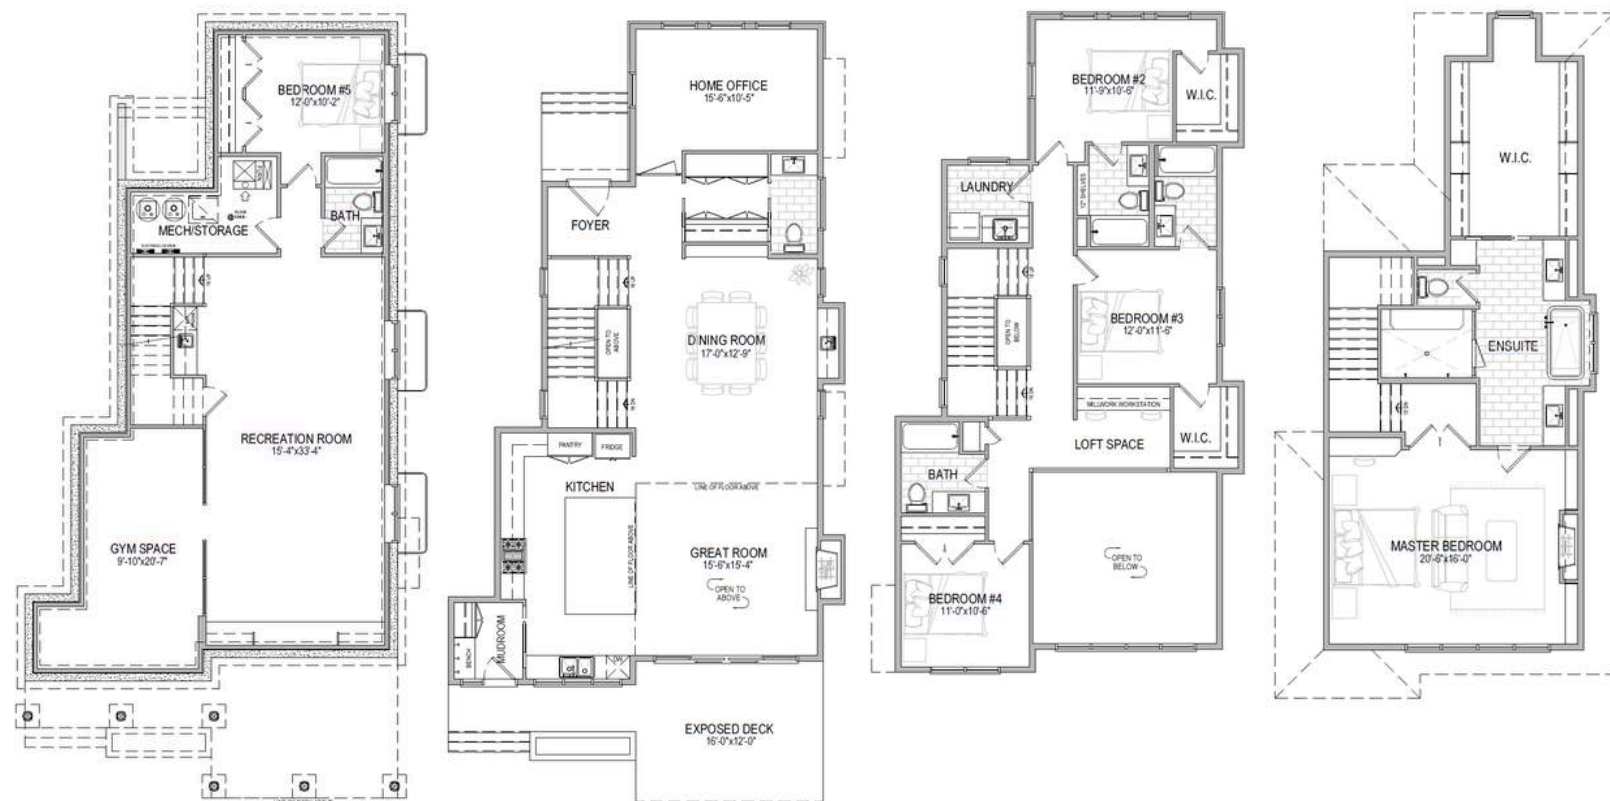 BEDROOM #5
12'-0"x10'-2"
BATH
MECH/STORAGE
RECREATION ROOM
15'-4"x33'-4"
GYM SPACE
9'-10"x20'-7"
HOME OFFICE
15'-6"x10'-5"
FOYER
OPEN TO
ABOVE
DINING ROOM
17'-0"x12'-9"
PANTRY
FRIDGE
KITCHEN
LINE OF FLOOR ABOVE
LINE OF FLOOR ABOVE
GREAT ROOM
15'-6"x15'-4"
OPEN TO
ABOVE
BENCH
MUDROOM
DW
EXPOSED DECK
16'-0"x12'-0"
BEDROOM #2
11'-9"x10'-6"
W.I.C.
LAUNDRY
12" SHELVES
OPEN TO
BELOW
BEDROOM #3
12'-0"x11'-6"
MILLWORK WORKSTATION
LOFT SPACE
W.I.C.
BATH
OPEN TO
BELOW
BEDROOM #4
11'-0"x10'-6"
W.I.C.
ENSUITE
MASTER BEDROOM
20'-6"x16'-0"